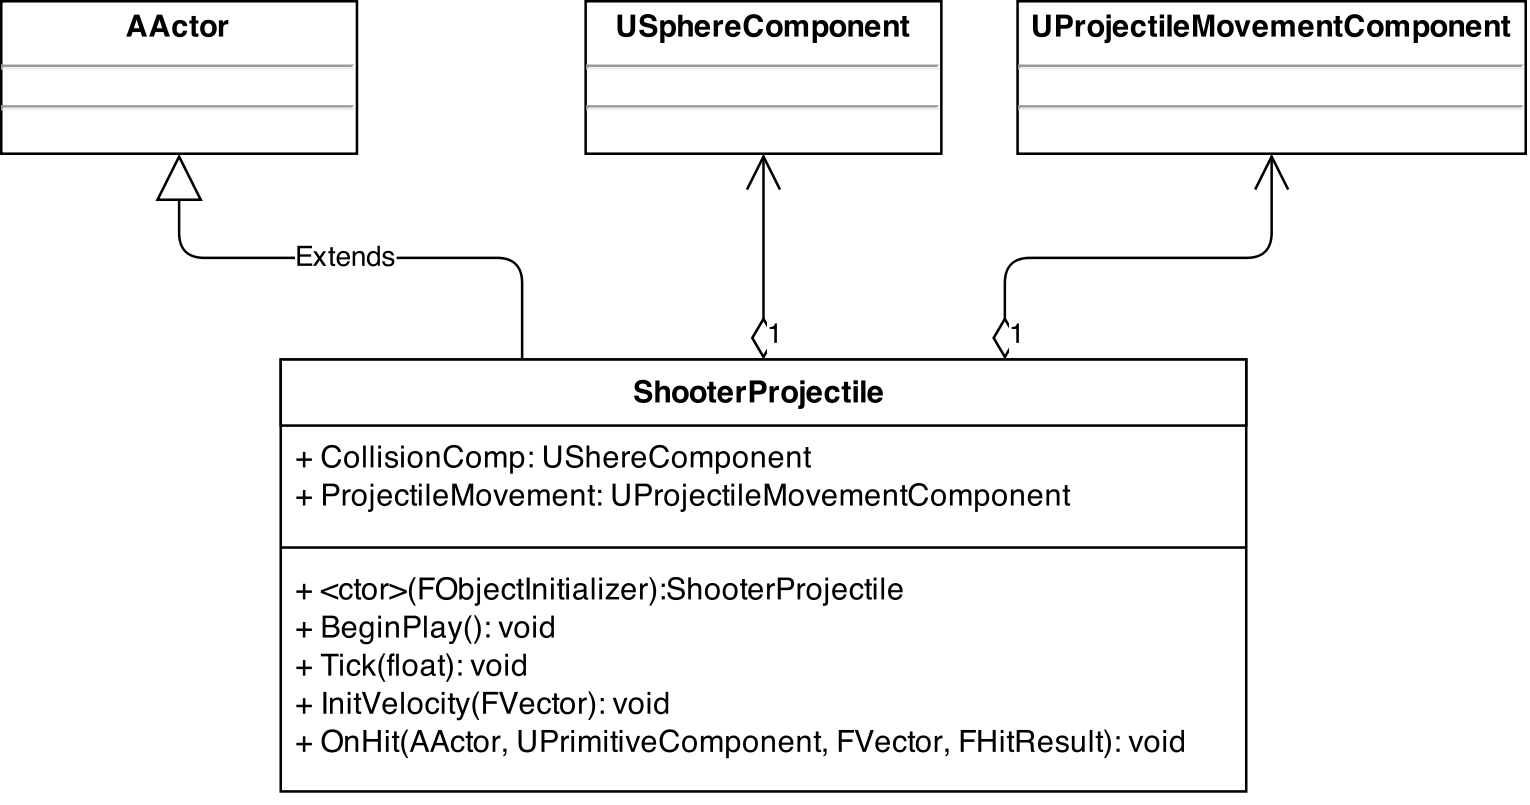 AActor
USphereComponent
UProjectileMovementComponent
Extends
1
1
ShooterProjectile
+ CollisionComp: UShereComponent
+ ProjectileMovement: UProjectileMovementComponent
+ <ctor>(FObjectInitializer):ShooterProjectile
+ BeginPlay(): void
+ Tick(float): void
+ InitVelocity(FVector): void
+ OnHit(AActor, UPrimitiveComponent, FVector, FHitResult): void